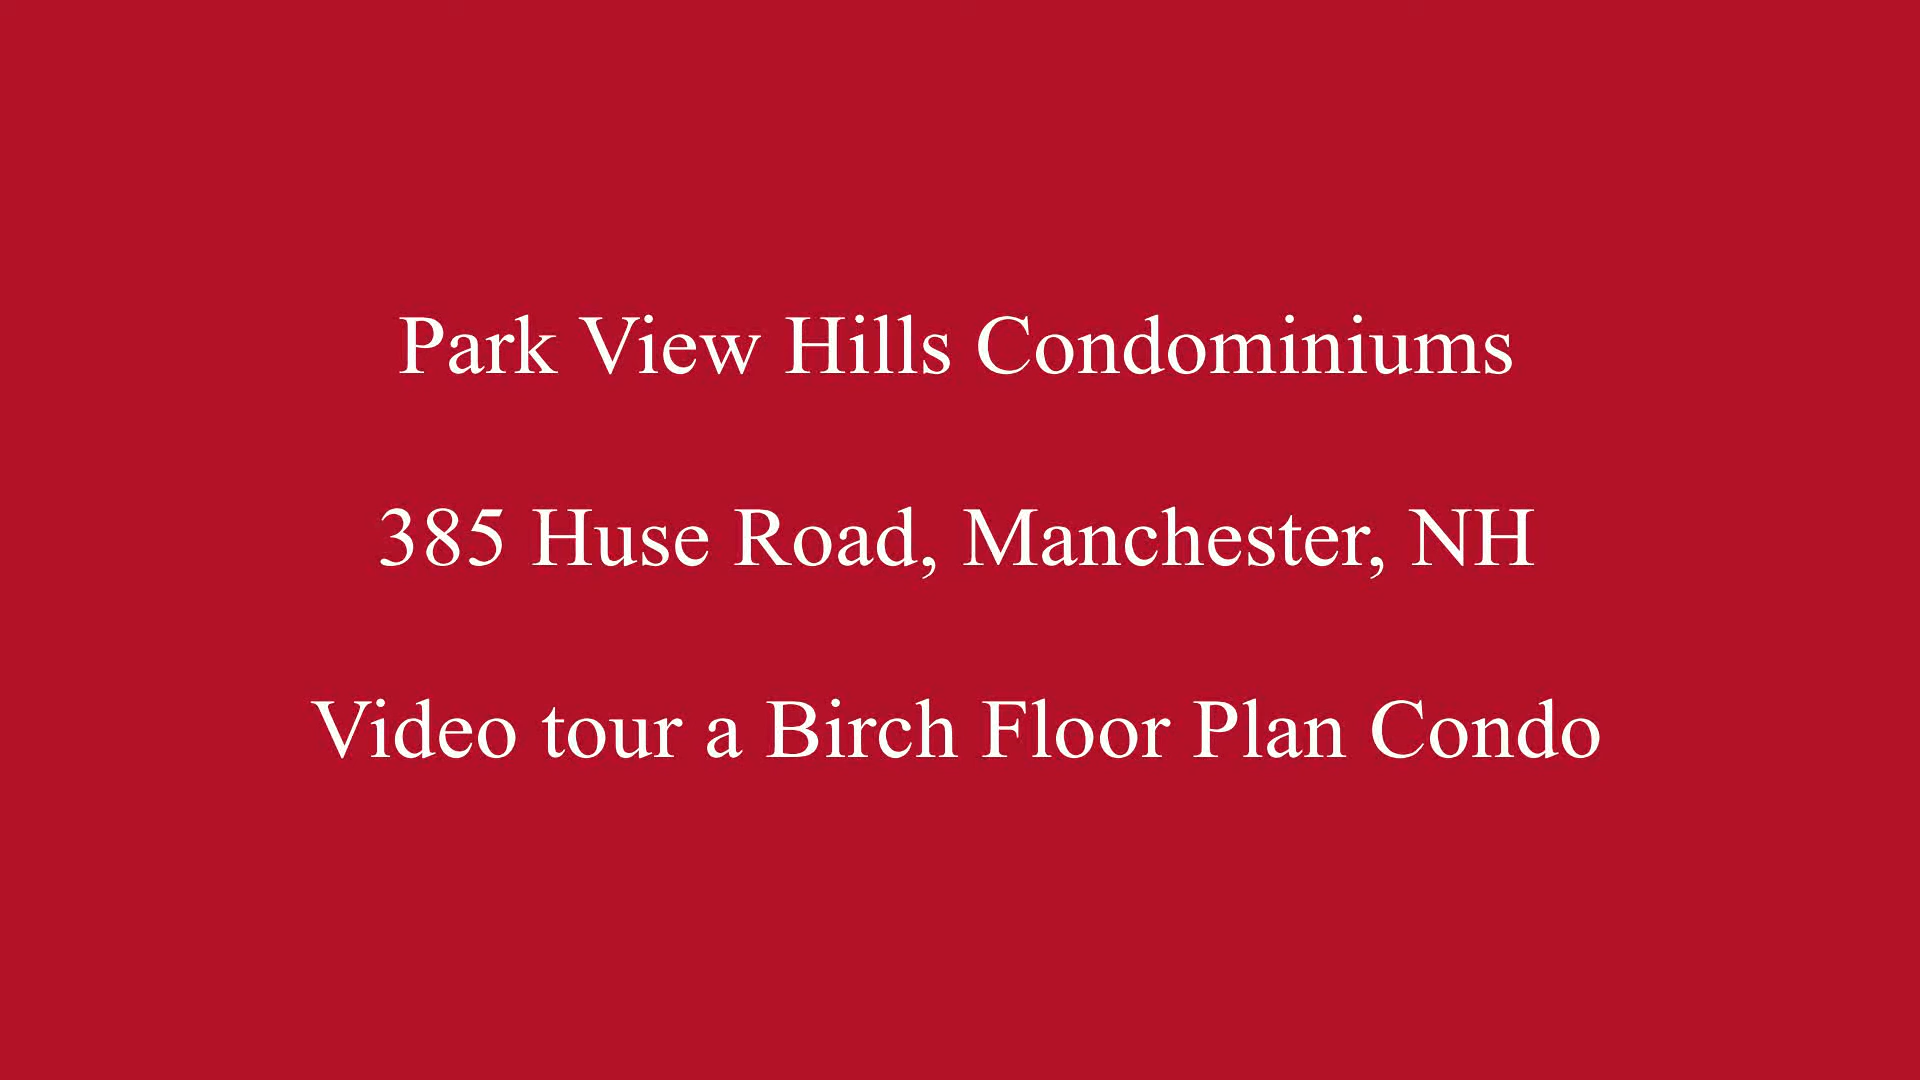 Park View Hills Condominiums
385 Huse Road, Manchester, NH
Video tour a Birch Floor Plan Condo